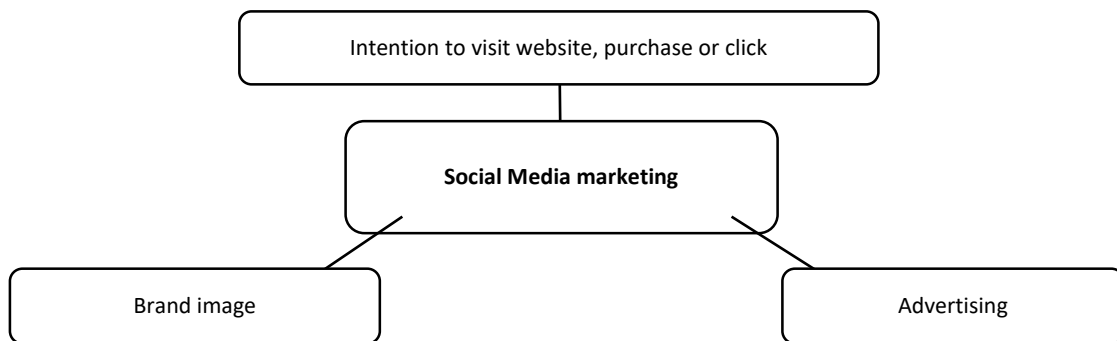 Intention to visit website, purchase or click
Social Media marketing
Brand image
Advertising